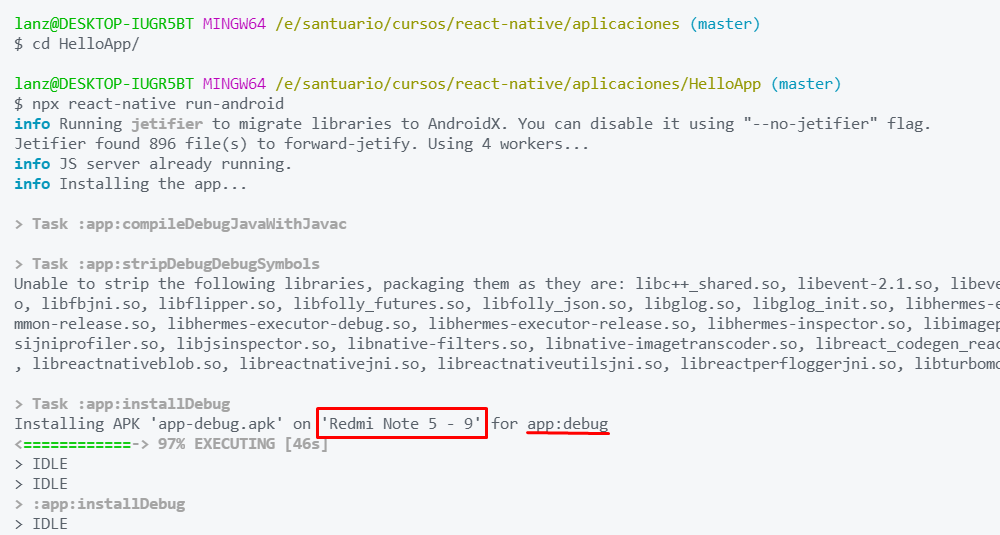 lanz@DESKTOP-IUGR5BT MINGW64 /e/santuario/cursos/react-native/aplicaciones (master)
$ cd HelloApp/
lanz@DESKTOP-IUGR5BT MINGW64 /e/santuario/cursos/react-native/aplicaciones/HelloApp (master)
$ npx react-native run-android
info Running jetifier to migrate libraries to AndroidX. You can disable it using "--no-jetifier" flag.
Jetifier found 896 file(s) to forward-jetify. Using 4 workers...
info JS server already running.
info Installing the app...
> Task :app:compileDebugJavaWithJavac
> Task :app:stripDebugDebugSymbols
Unable to strip the following libraries, packaging them as they are: libc++_shared.so, libevent-2.1.so, libeve
o, libfbjni.so, libflipper.so, libfolly_futures.so, libfolly_json.so, libglog.so, libglog_init.so, libhermes-e
mmon-release.so, libhermes-executor-debug.so, libhermes-executor-release.so, libhermes-inspector.so, libimagep
sijniprofiler.so, libjsinspector.so, libnative-filters.so, libnative-imagetranscoder.so, libreact_codegen_reac
, libreactnativeblob.so, libreactnativejni.so, libreactnativeutilsjni.so, libreactperfloggerjni.so, libturbomo
> Task :app:installDebug
Installing APK 'app-debug.apk' on 'Redmi Note 5 - 9' for app:debug
<============-> 97% EXECUTING [46s]
> IDLE
> IDLE
> :app:installDebug
> IDLE